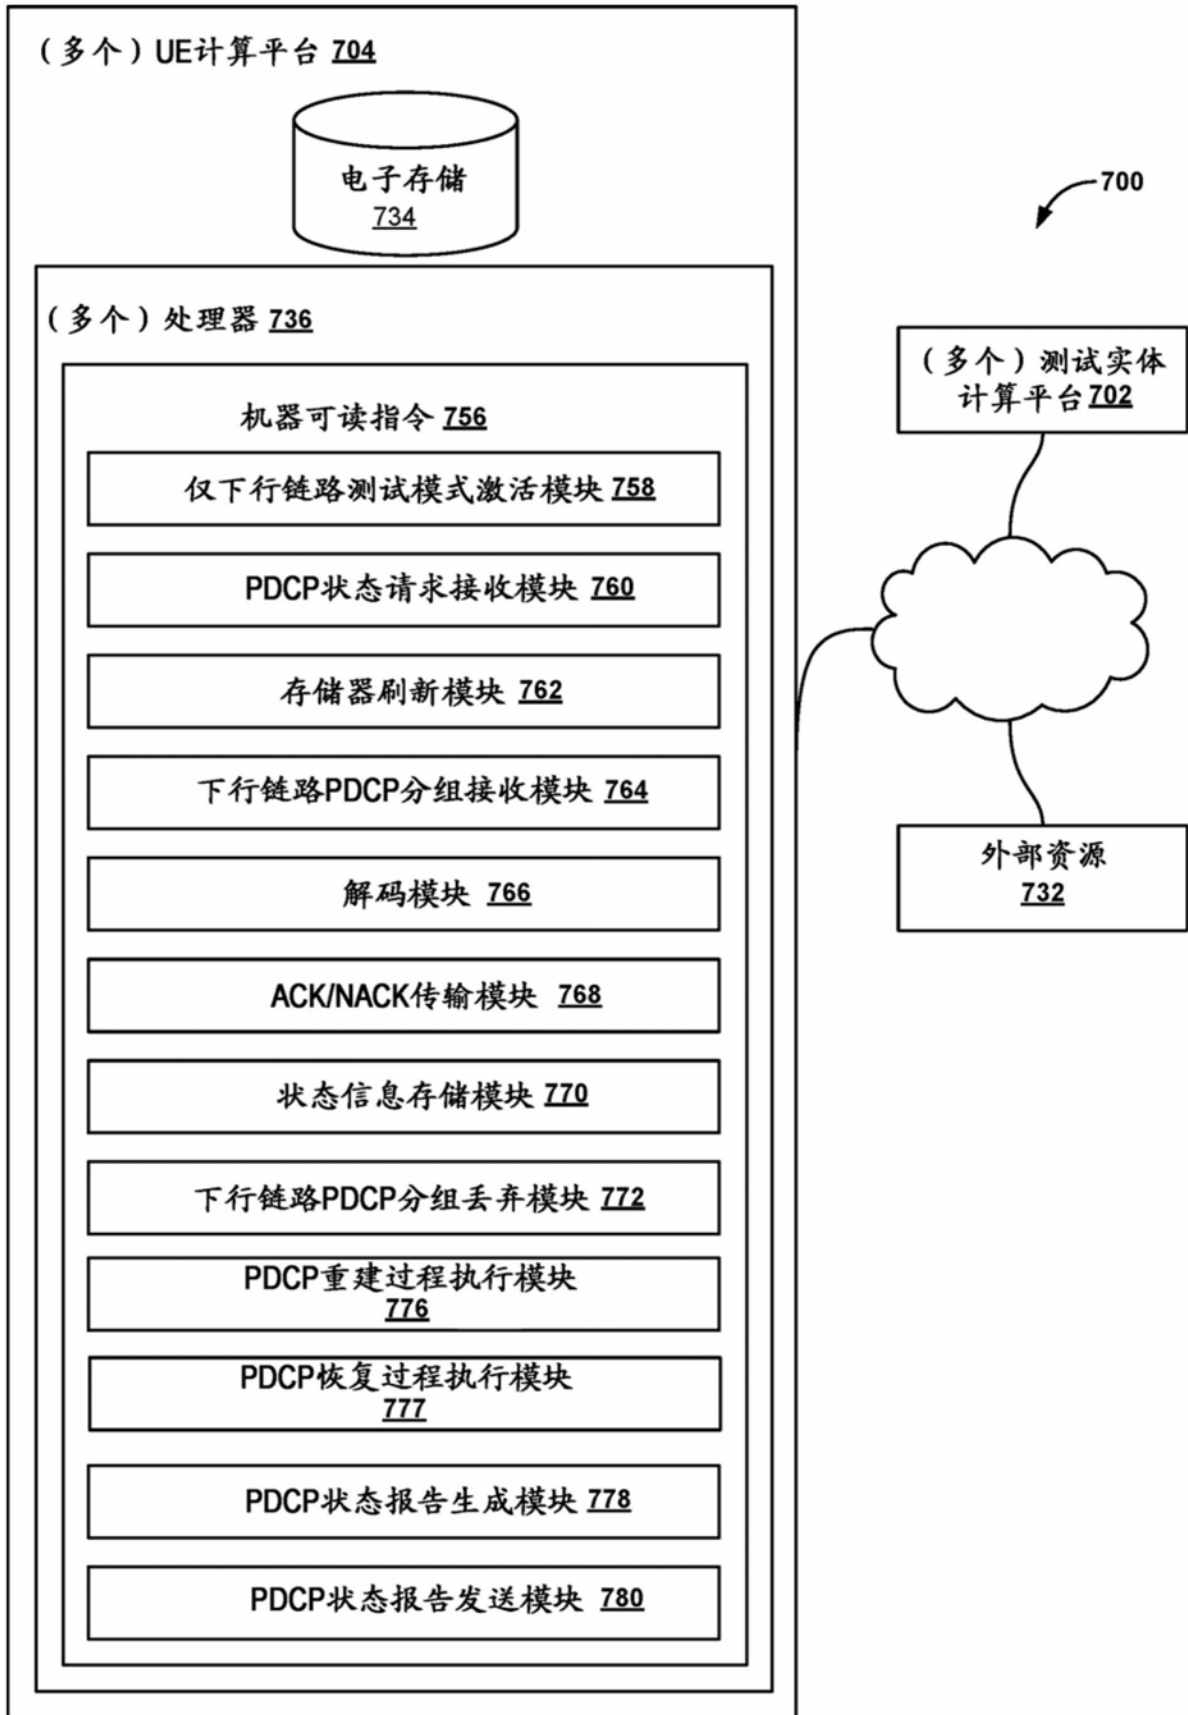 （多个）UE计算平台 704
电子存储
734
700
（多个）处理器 736
（多个）测试实体
计算平台702
机器可读指令 756
仅下行链路测试模式激活模块 758
PDCP状态请求接收模块 760
存储器刷新模块 762
下行链路PDCP分组接收模块 764
外部资源
732
解码模块 766
ACK/NACK传输模块 768
状态信息存储模块 770
下行链路PDCP分组丢弃模块 772
PDCP重建过程执行模块
776
PDCP恢复过程执行模块
777
PDCP状态报告生成模块 778
PDCP状态报告发送模块 780